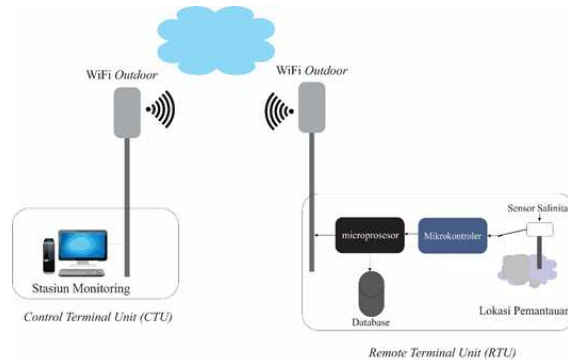 WiFi Outdoor
WiFi Outdoor
Sensor Salinitas
microprosesor
Mikrokontroler
Stasiun Monitoring
Database
Lokasi Pemantauan
Control Terminal Unit (CTU)
Remote Terminal Unit (RTU)